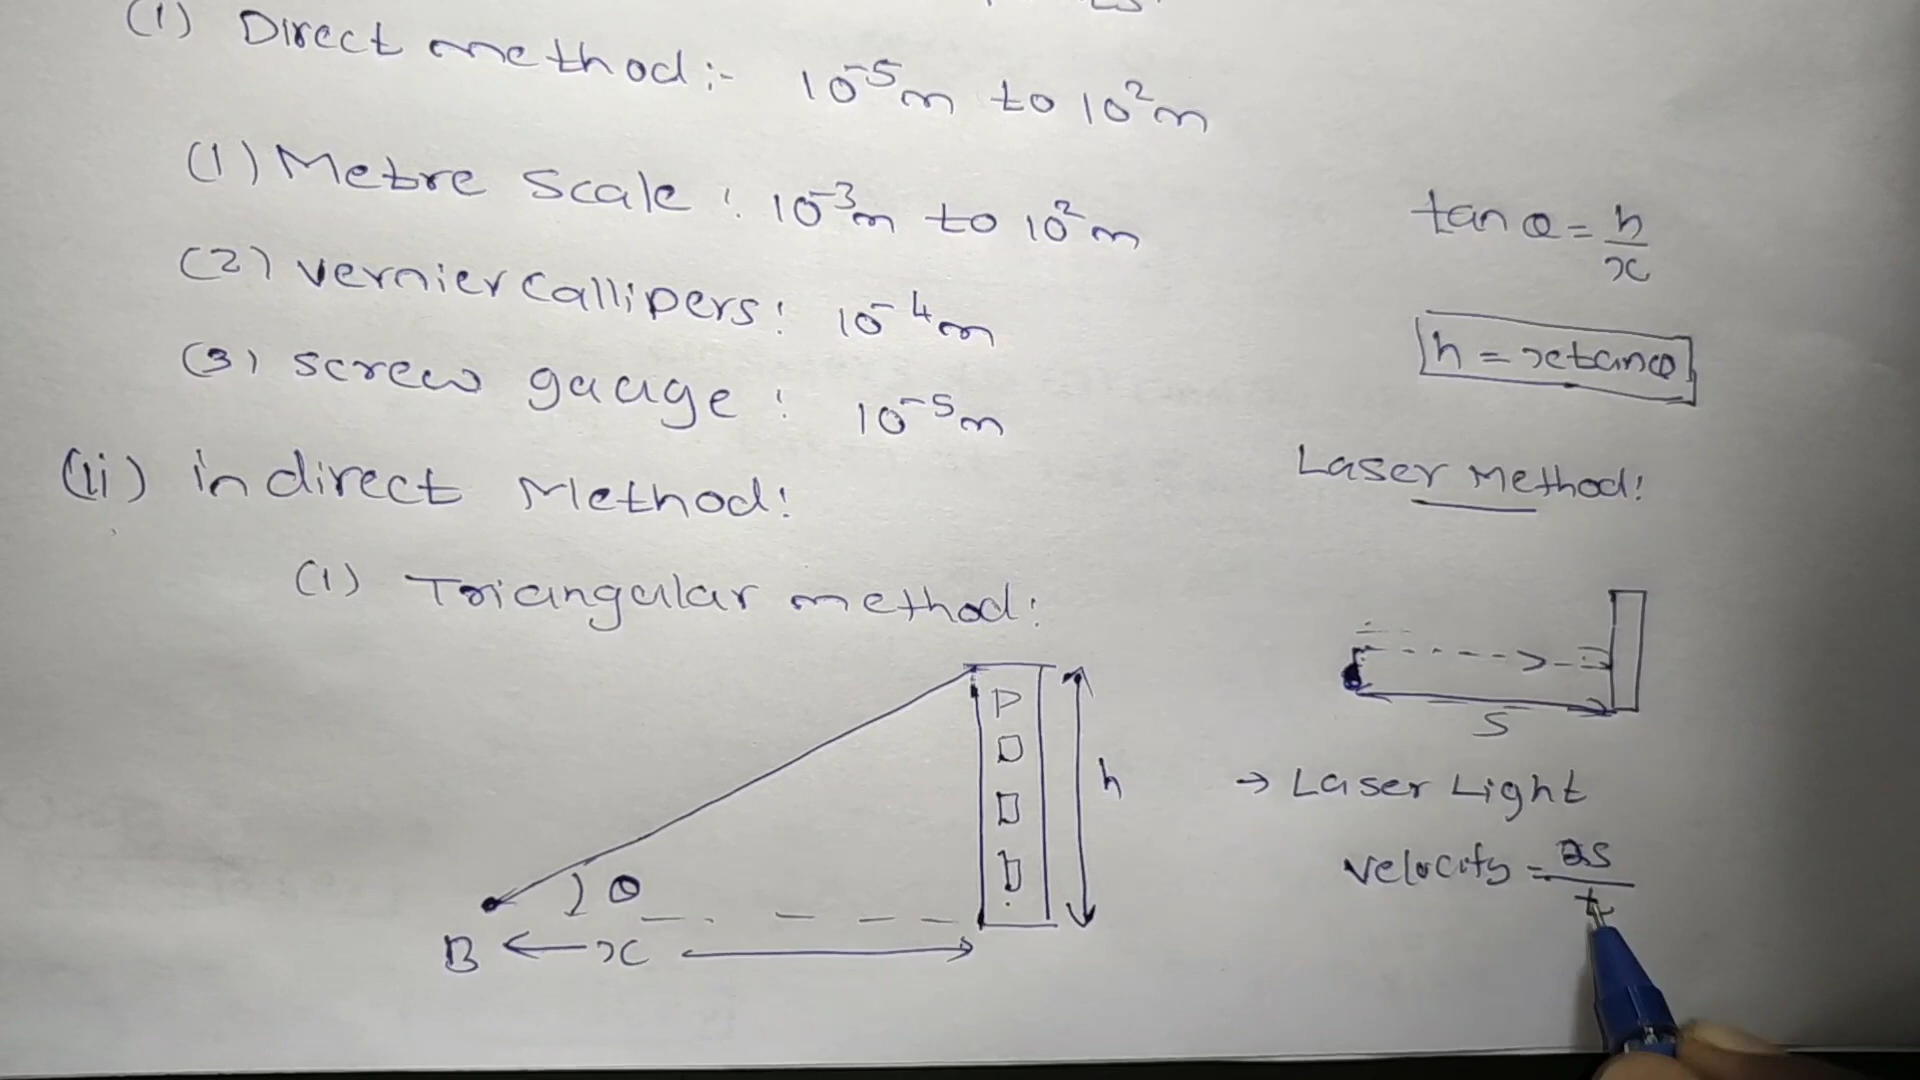 (i) Direct method :- 10⁻⁵m to 10²m
(1) Metre Scale : 10⁻³m to 10²m
(2) Vernier Callipers : 10⁻⁴m
(3) Screw gauge : 10⁻⁵m
(ii) indirect Method :
(1) Triangular method :
h
θ
B
x
tan θ = h/x
h = x tan θ
Laser Method :
S
→ Laser Light
Velocity = 2S/t